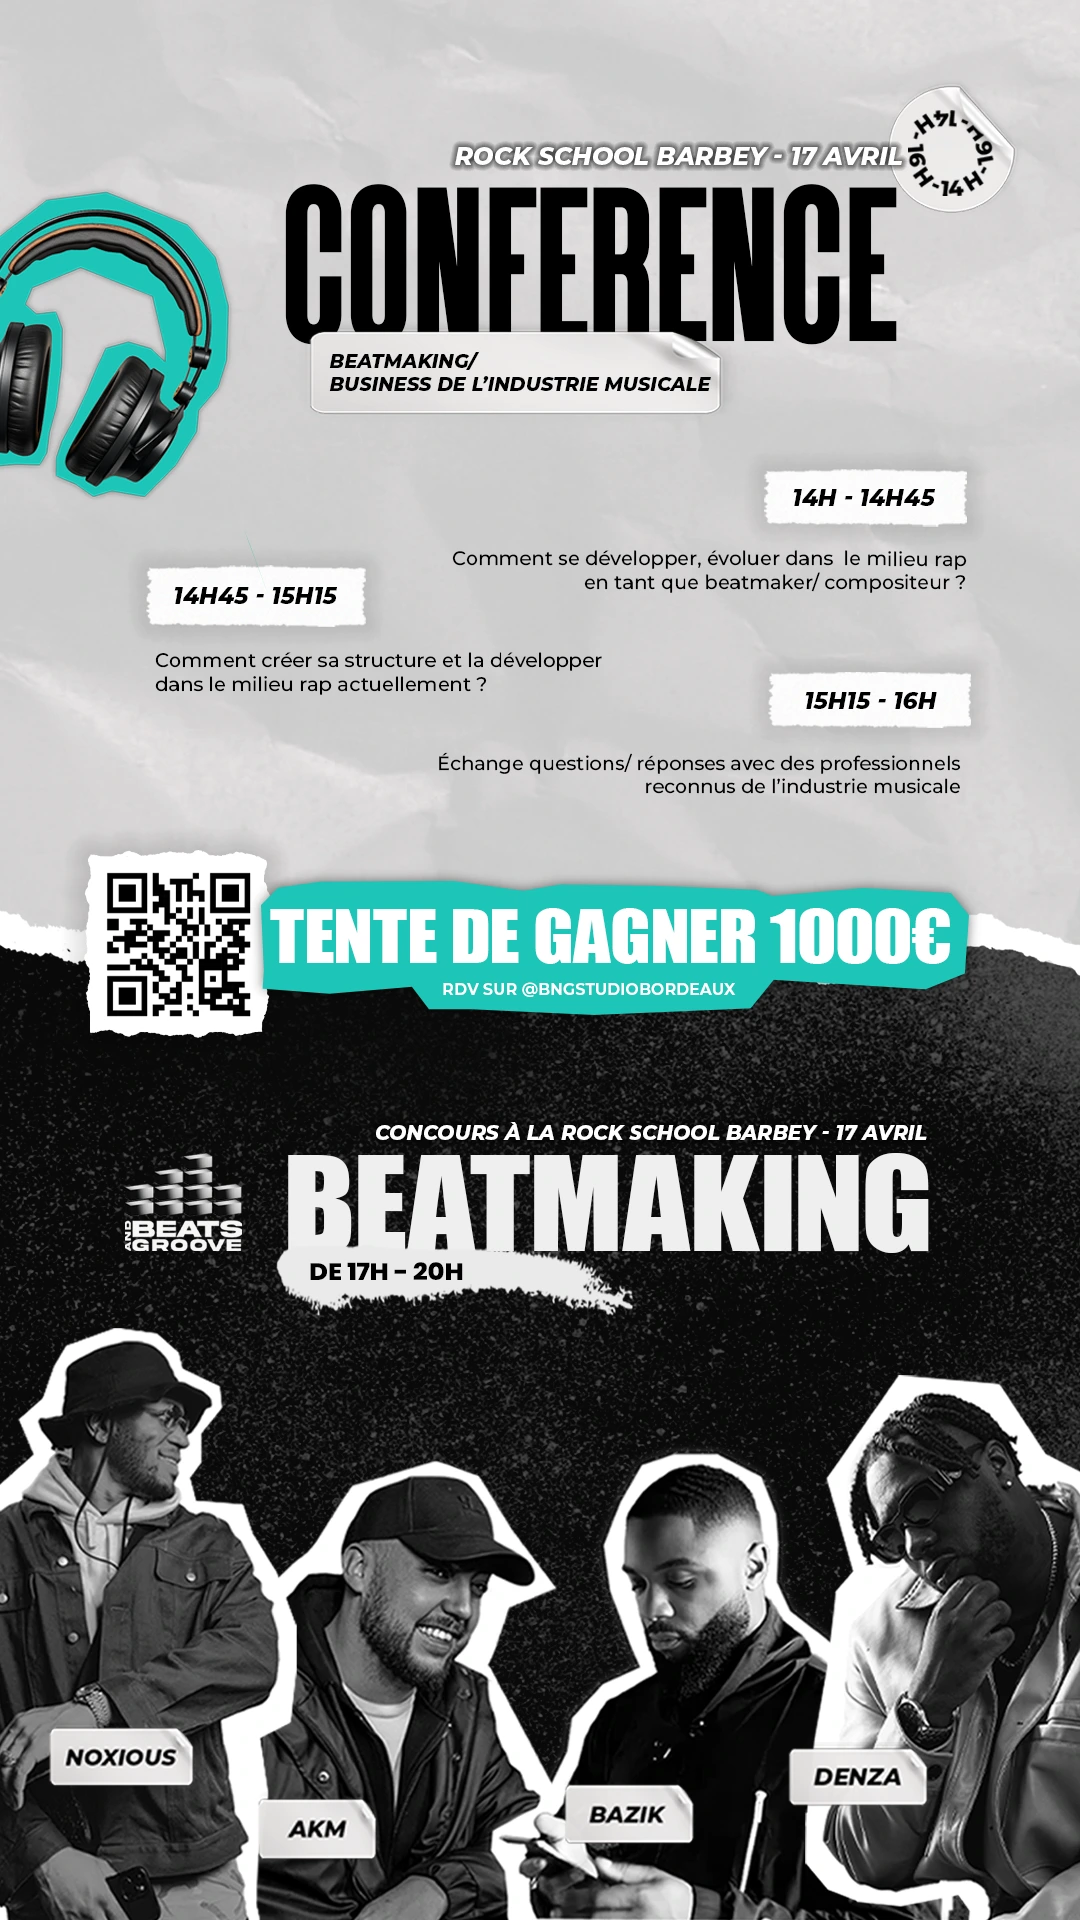 ROCK SCHOOL BARBEY - 17 AVRIL
14H-16H-14H-16H-
CONFERENCE
BEATMAKING/
BUSINESS DE L’INDUSTRIE MUSICALE
14H - 14H45
Comment se développer, évoluer dans le milieu rap
en tant que beatmaker/ compositeur ?
14H45 - 15H15
Comment créer sa structure et la développer
dans le milieu rap actuellement ?
15H15 - 16H
Échange questions/ réponses avec des professionnels
reconnus de l’industrie musicale
TENTE DE GAGNER 1000€
RDV SUR @BNGSTUDIOBORDEAUX
CONCOURS À LA ROCK SCHOOL BARBEY - 17 AVRIL
BEATMAKING
AND BEATS
GROOVE
DE 17H – 20H
NOXIOUS
AKM
BAZIK
DENZA